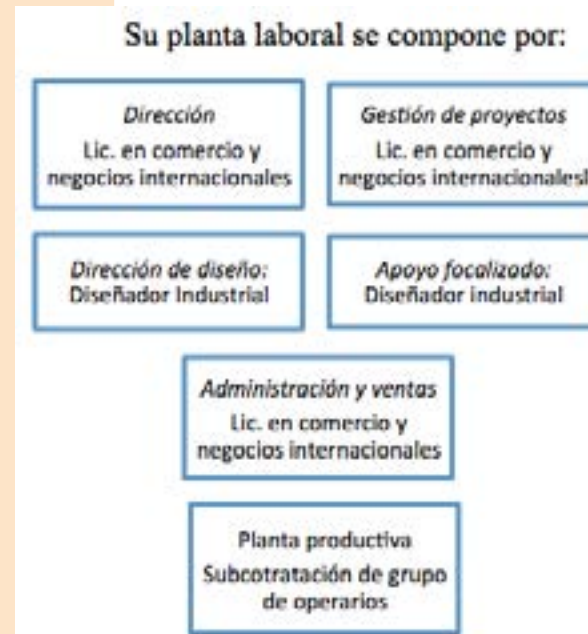 Su planta laboral se compone por:
Dirección
Lic. en comercio y
negocios internacionales
Gestión de proyectos
Lic. en comercio y
negocios internacionalesl
Dirección de diseño:
Diseñador Industrial
Apoyo focalizado:
Diseñador industrial
Administración y ventas
Lic. en comercio y
negocios internacionales
Planta productiva
Subcotratación de grupo
de operarios